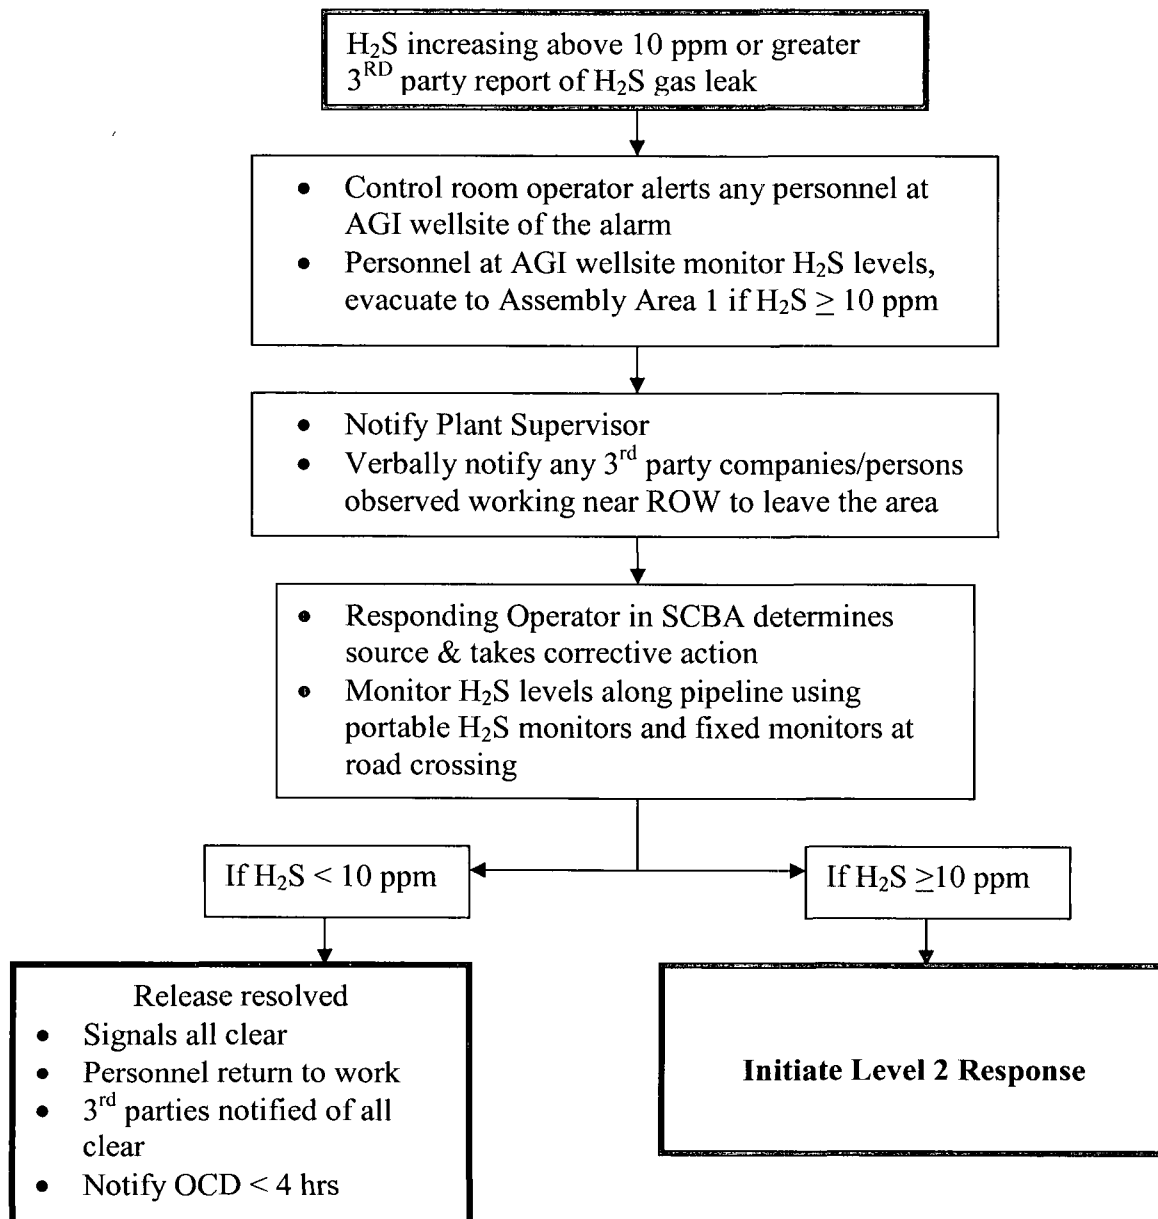 H₂S increasing above 10 ppm or greater
3ᴿᴰ party report of H₂S gas leak
• Control room operator alerts any personnel at
AGI wellsite of the alarm
• Personnel at AGI wellsite monitor H₂S levels,
evacuate to Assembly Area 1 if H₂S ≥ 10 ppm
• Notify Plant Supervisor
• Verbally notify any 3ʳᵈ party companies/persons
observed working near ROW to leave the area
• Responding Operator in SCBA determines
source & takes corrective action
• Monitor H₂S levels along pipeline using
portable H₂S monitors and fixed monitors at
road crossing
If H₂S < 10 ppm
If H₂S ≥10 ppm
Release resolved
• Signals all clear
• Personnel return to work
• 3ʳᵈ parties notified of all
clear
• Notify OCD < 4 hrs
Initiate Level 2 Response